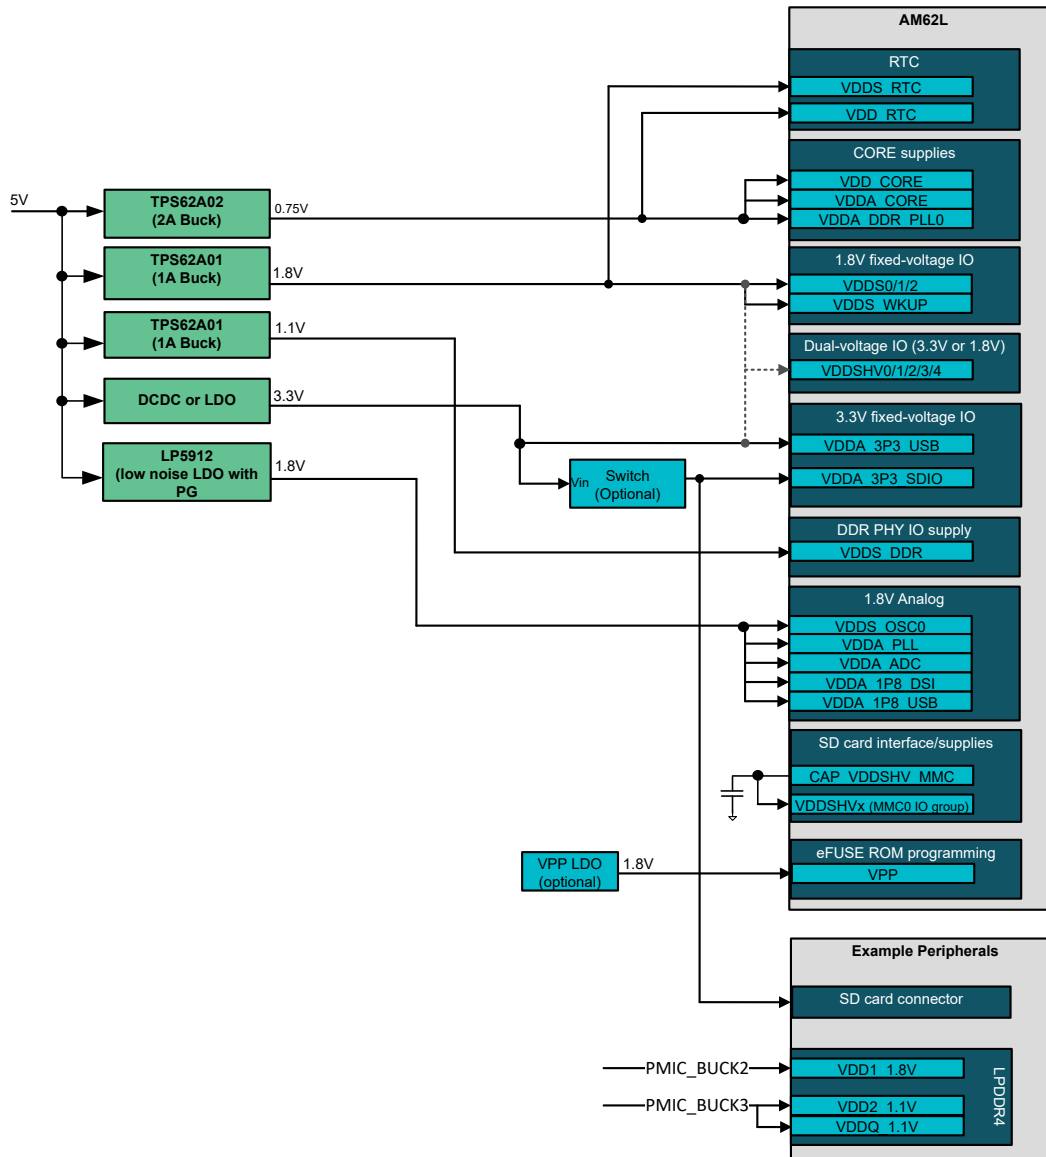 AM62L
RTC
VDDS_RTC
VDD_RTC
CORE supplies
VDD_CORE
VDDA_CORE
VDDA_DDR_PLL0
5V
TPS62A02
(2A Buck)
0.75V
TPS62A01
(1A Buck)
1.8V
1.8V fixed-voltage IO
VDDS0/1/2
VDDS_WKUP
TPS62A01
(1A Buck)
1.1V
Dual-voltage IO (3.3V or 1.8V)
VDDSHV0/1/2/3/4
DCDC or LDO
3.3V
3.3V fixed-voltage IO
VDDA_3P3_USB
VDDA_3P3_SDIO
LP5912
(low noise LDO with
PG
1.8V
Vin
Switch
(Optional)
DDR PHY IO supply
VDDS_DDR
1.8V Analog
VDDS_OSC0
VDDA_PLL
VDDA_ADC
VDDA_1P8_DSI
VDDA_1P8_USB
SD card interface/supplies
CAP_VDDSHV_MMC
VDDSHVx (MMC0 IO group)
VPP LDO
(optional)
1.8V
eFUSE ROM programming
VPP
Example Peripherals
SD card connector
PMIC_BUCK2
VDD1_1.8V
PMIC_BUCK3
VDD2_1.1V
VDDQ_1.1V
LPDDR4